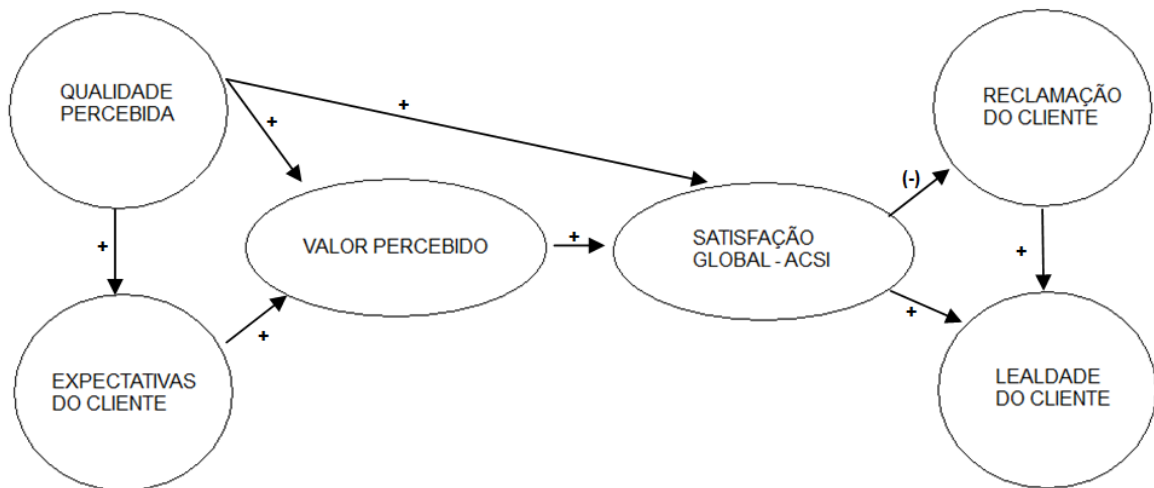 QUALIDADE
PERCEBIDA
+
+
+
VALOR PERCEBIDO
+
EXPECTATIVAS
DO CLIENTE
+
+
SATISFAÇÃO
GLOBAL - ACSI
(-)
+
RECLAMAÇÃO
DO CLIENTE
+
LEALDADE
DO CLIENTE